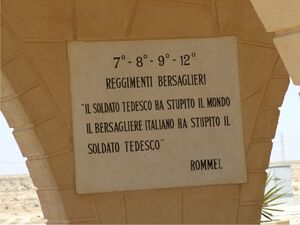 7° - 8° - 9° - 12°
REGGIMENTI BERSAGLIERI
"IL SOLDATO TEDESCO HA STUPITO IL MONDO
IL BERSAGLIERE ITALIANO HA STUPITO IL
SOLDATO TEDESCO"
ROMMEL